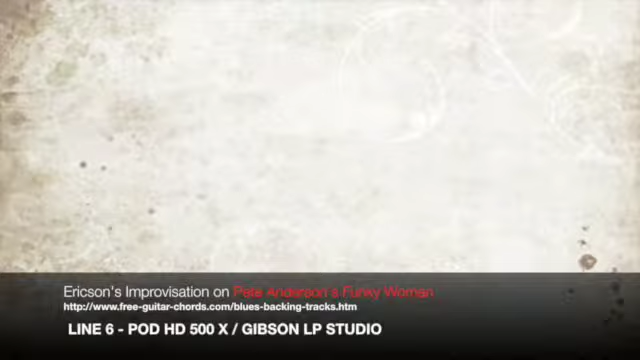 Ericson's Improvisation on Pete Anderson's Funky Woman
http://www.free-guitar-chords.com/blues-backing-tracks.htm
LINE 6 - POD HD 500 X / GIBSON LP STUDIO